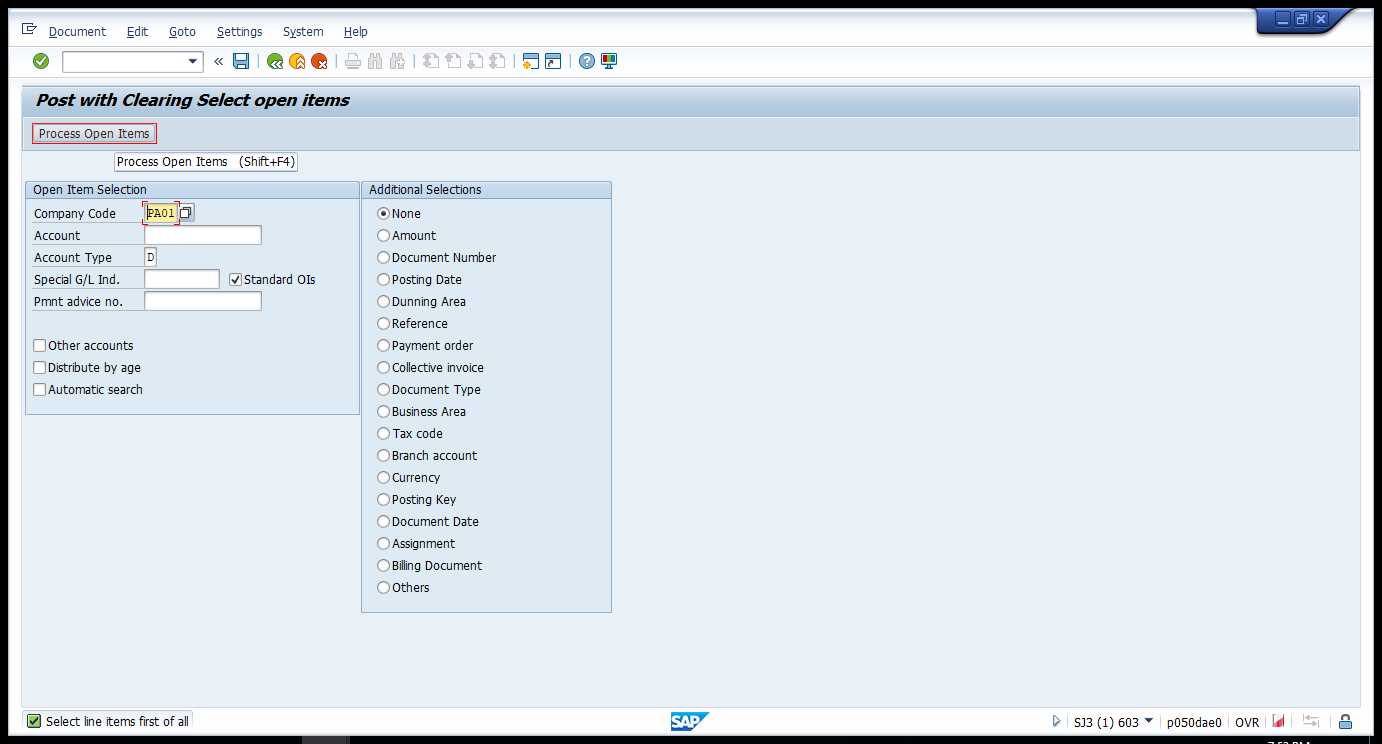 Document Edit Goto Settings System Help
Post with Clearing Select open items
Process Open Items
Process Open Items (Shift+F4)
Open Item Selection
Company Code PA01
Account
Account Type D
Special G/L Ind. Standard OIs
Pmnt advice no.
Other accounts
Distribute by age
Automatic search
Additional Selections
None
Amount
Document Number
Posting Date
Dunning Area
Reference
Payment order
Collective invoice
Document Type
Business Area
Tax code
Branch account
Currency
Posting Key
Document Date
Assignment
Billing Document
Others
Select line items first of all
SAP
SJ3 (1) 603 p050dae0 OVR